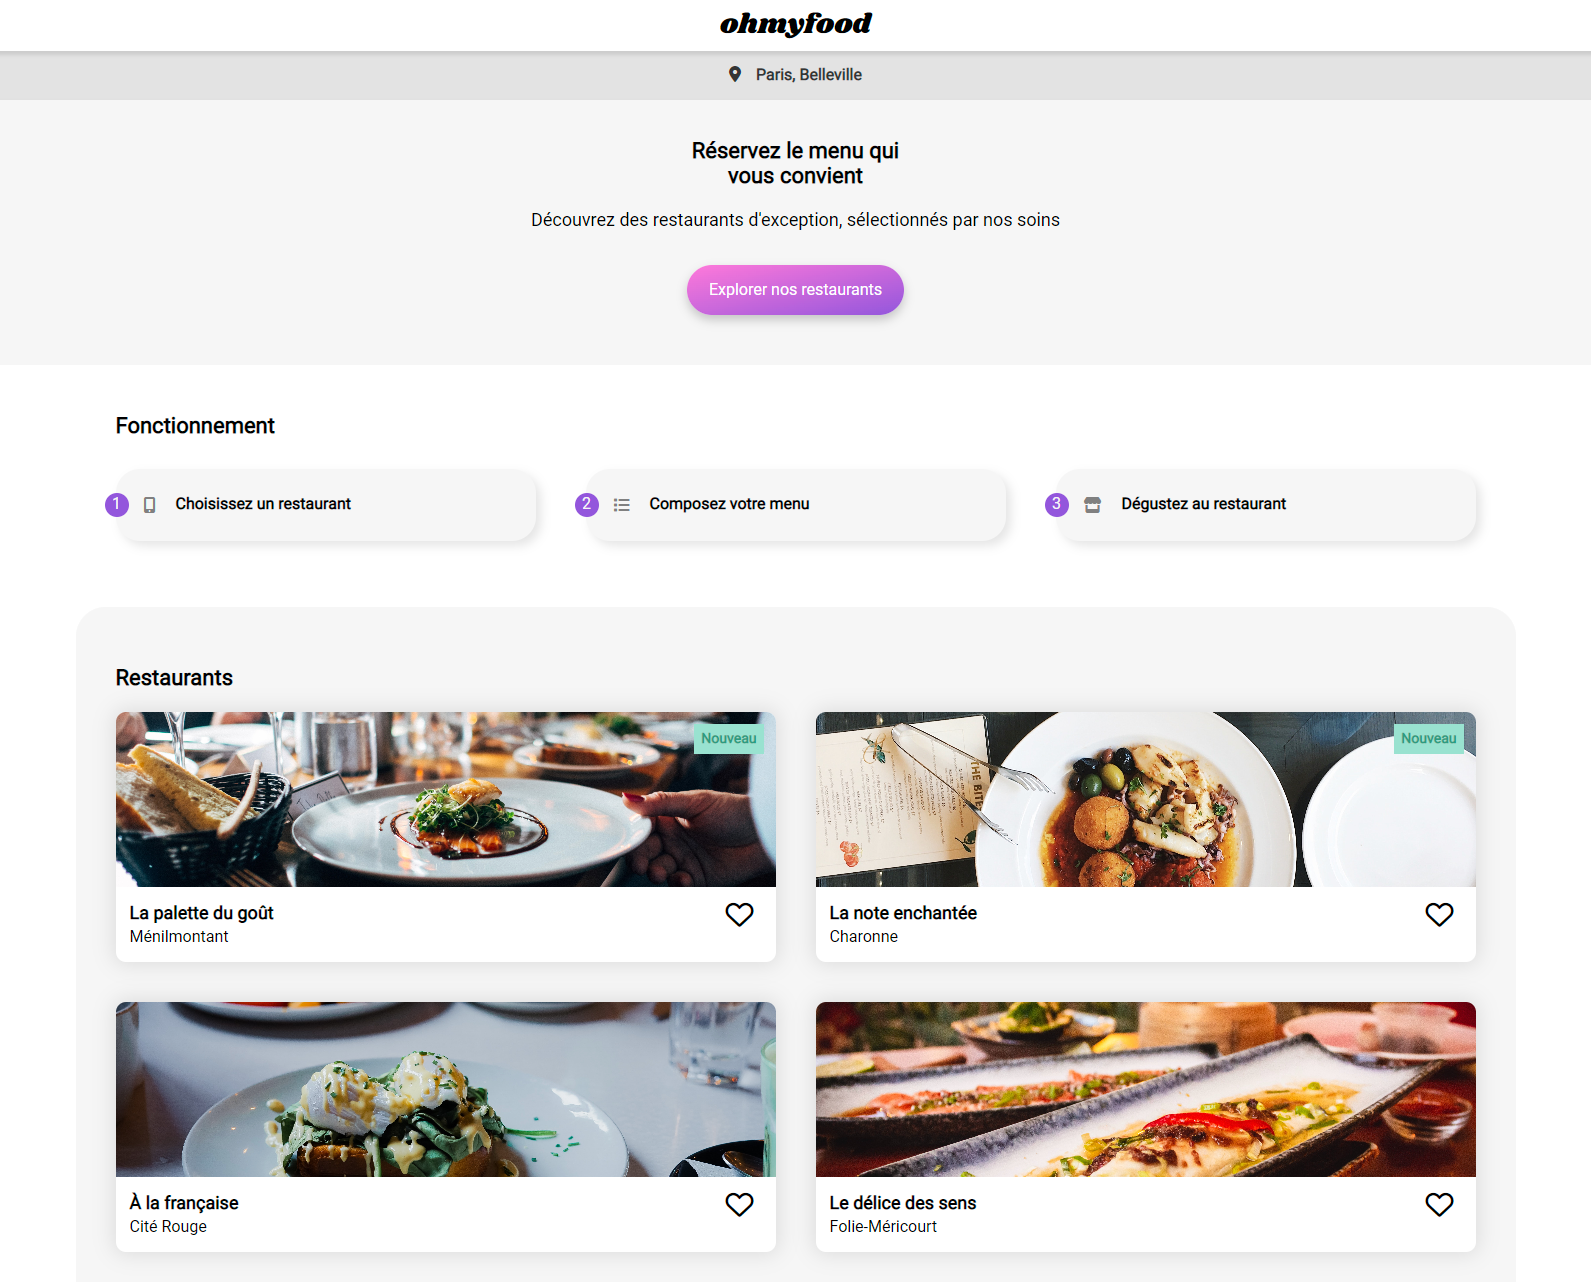 ohmyfood
Paris, Belleville
Réservez le menu qui
vous convient
Découvrez des restaurants d'exception, sélectionnés par nos soins
Explorer nos restaurants
Fonctionnement
1 Choisissez un restaurant
2 Composez votre menu
3 Dégustez au restaurant
Restaurants
Nouveau
La palette du goût
Ménilmontant
Nouveau
THE BITE
La note enchantée
Charonne
À la française
Cité Rouge
Le délice des sens
Folie-Méricourt